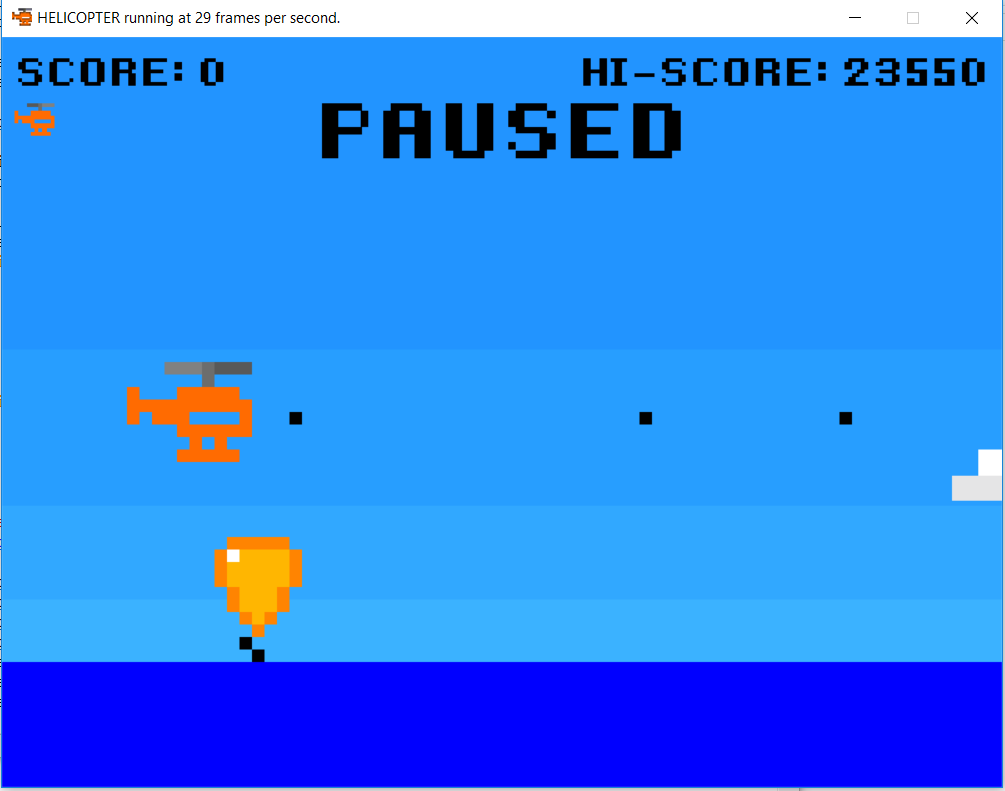 HELICOPTER running at 29 frames per second.
SCORE: 0 HI-SCORE: 23550
PAUSED